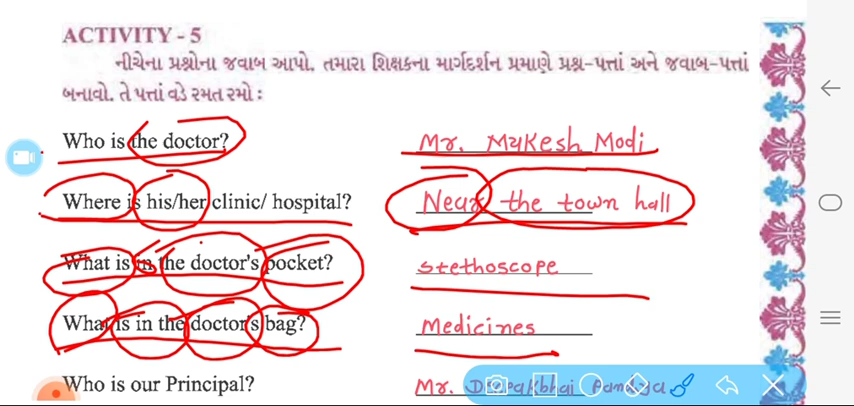 ACTIVITY - 5
નીચેના પ્રશ્નોના જવાબ આપો. તમારા શિક્ષકના માર્ગદર્શન પ્રમાણે પ્રશ્ન-પત્તાં અને જવાબ-પત્તાં
બનાવો. તે પત્તાં વડે રમત રમો :
Who is the doctor? Mr. Mukesh Modi
Where is his/her clinic/ hospital? Near the town hall
What is in the doctor's pocket? stethoscope
What is in the doctor's bag? Medicines
Who is our Principal? Mr. Deepakbhai Pandya